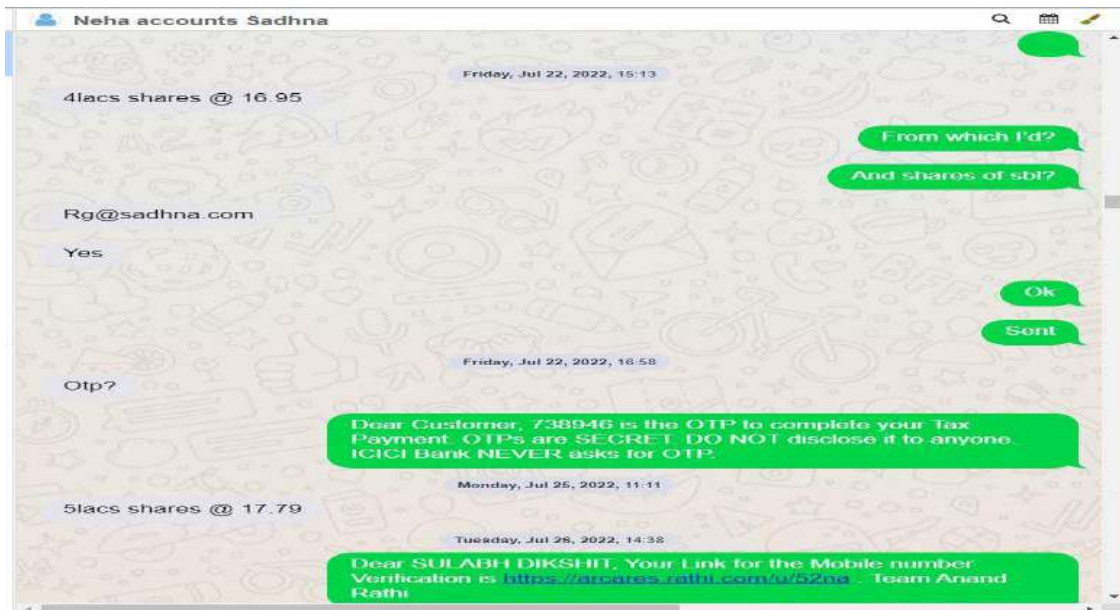 Neha accounts Sadhna
Friday, Jul 22, 2022, 15:13
4lacs shares @ 16.95
From which I'd?
And shares of sbl?
Rg@sadhna.com
Yes
Ok
Sent
Friday, Jul 22, 2022, 16:58
Otp?
Dear Customer, 738946 is the OTP to complete your Tax
Payment. OTPs are SECRET. DO NOT disclose it to anyone.
ICICI Bank NEVER asks for OTP.
Monday, Jul 25, 2022, 11:11
5lacs shares @ 17.79
Tuesday, Jul 26, 2022, 14:38
Dear SULABH DIKSHIT, Your Link for the Mobile number
Verification is https://arcares.rathi.com/u/52na . Team Anand
Rathi